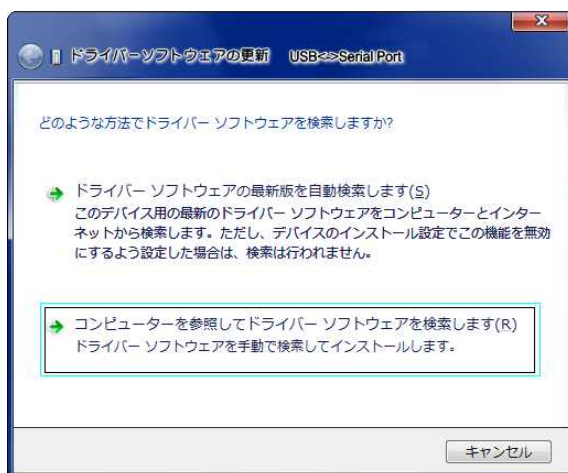 ドライバーソフトウェアの更新 USB<->Serial Port
どのような方法でドライバー ソフトウェアを検索しますか?
ドライバー ソフトウェアの最新版を自動検索します(S)
このデバイス用の最新のドライバー ソフトウェアをコンピューターとインター
ネットから検索します。ただし、デバイスのインストール設定でこの機能を無効
にするよう設定した場合は、検索は行われません。
コンピューターを参照してドライバー ソフトウェアを検索します(R)
ドライバー ソフトウェアを手動で検索してインストールします。
キャンセル